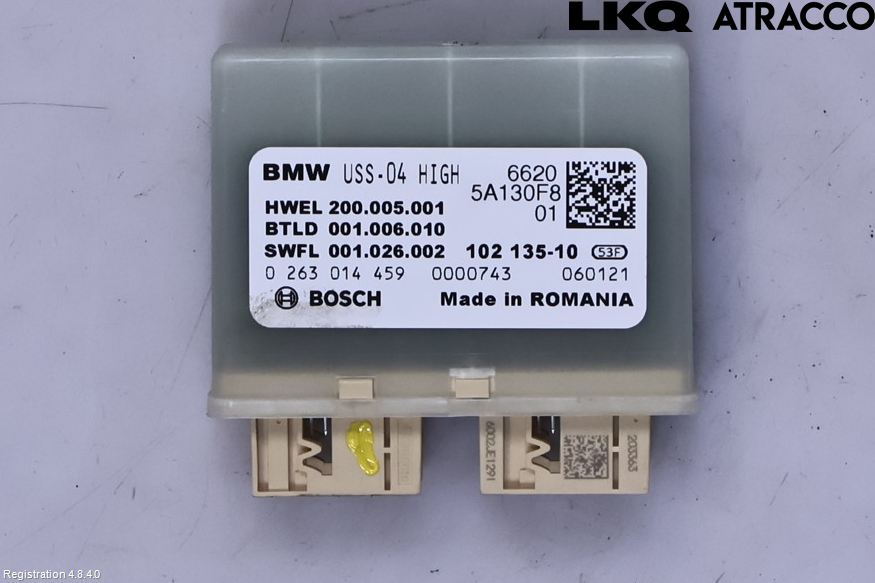 LKQ ATRACCO
BMW USS-04 HIGH 6620
5A130F8
01
HWEL 200.005.001
BTLD 001.006.010
SWFL 001.026.002 102 135-10 53F
0 263 014 459 0000743 060121
BOSCH Made in ROMANIA
6002JE1291
203363
Registration 4.8.4.0